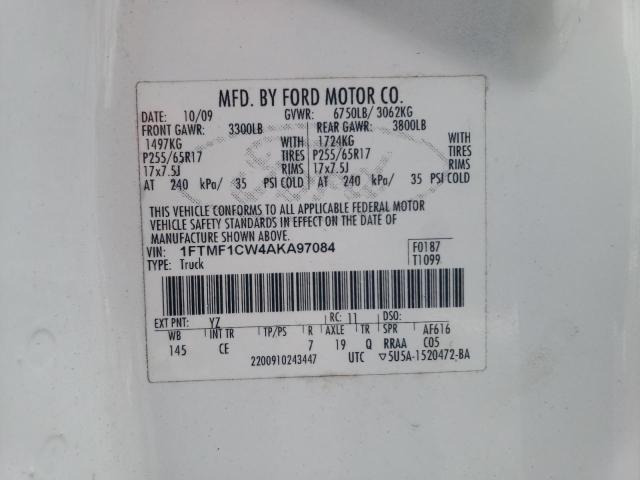 MFD. BY FORD MOTOR CO.
DATE: 10/09 GVWR: 6750LB/ 3062KG
FRONT GAWR: 3300LB REAR GAWR: 3800LB
1497KG WITH 1724KG WITH
P255/65R17 TIRES P255/65R17 TIRES
17x7.5J RIMS 17x7.5J RIMS
AT 240 kPa/ 35 PSI COLD AT 240 kPa/ 35 PSI COLD
THIS VEHICLE CONFORMS TO ALL APPLICABLE FEDERAL MOTOR
VEHICLE SAFETY STANDARDS IN EFFECT ON THE DATE OF
MANUFACTURE SHOWN ABOVE.
VIN: 1FTMF1CW4AKA97084 F0187
TYPE: Truck T1099
EXT PNT: YZ RC: 11 DSO:
WB INT TR TP/PS R AXLE TR SPR AF616
145 CE 7 19 Q RRAA C05
2200910243447 UTC ▽5U5A-1520472-BA